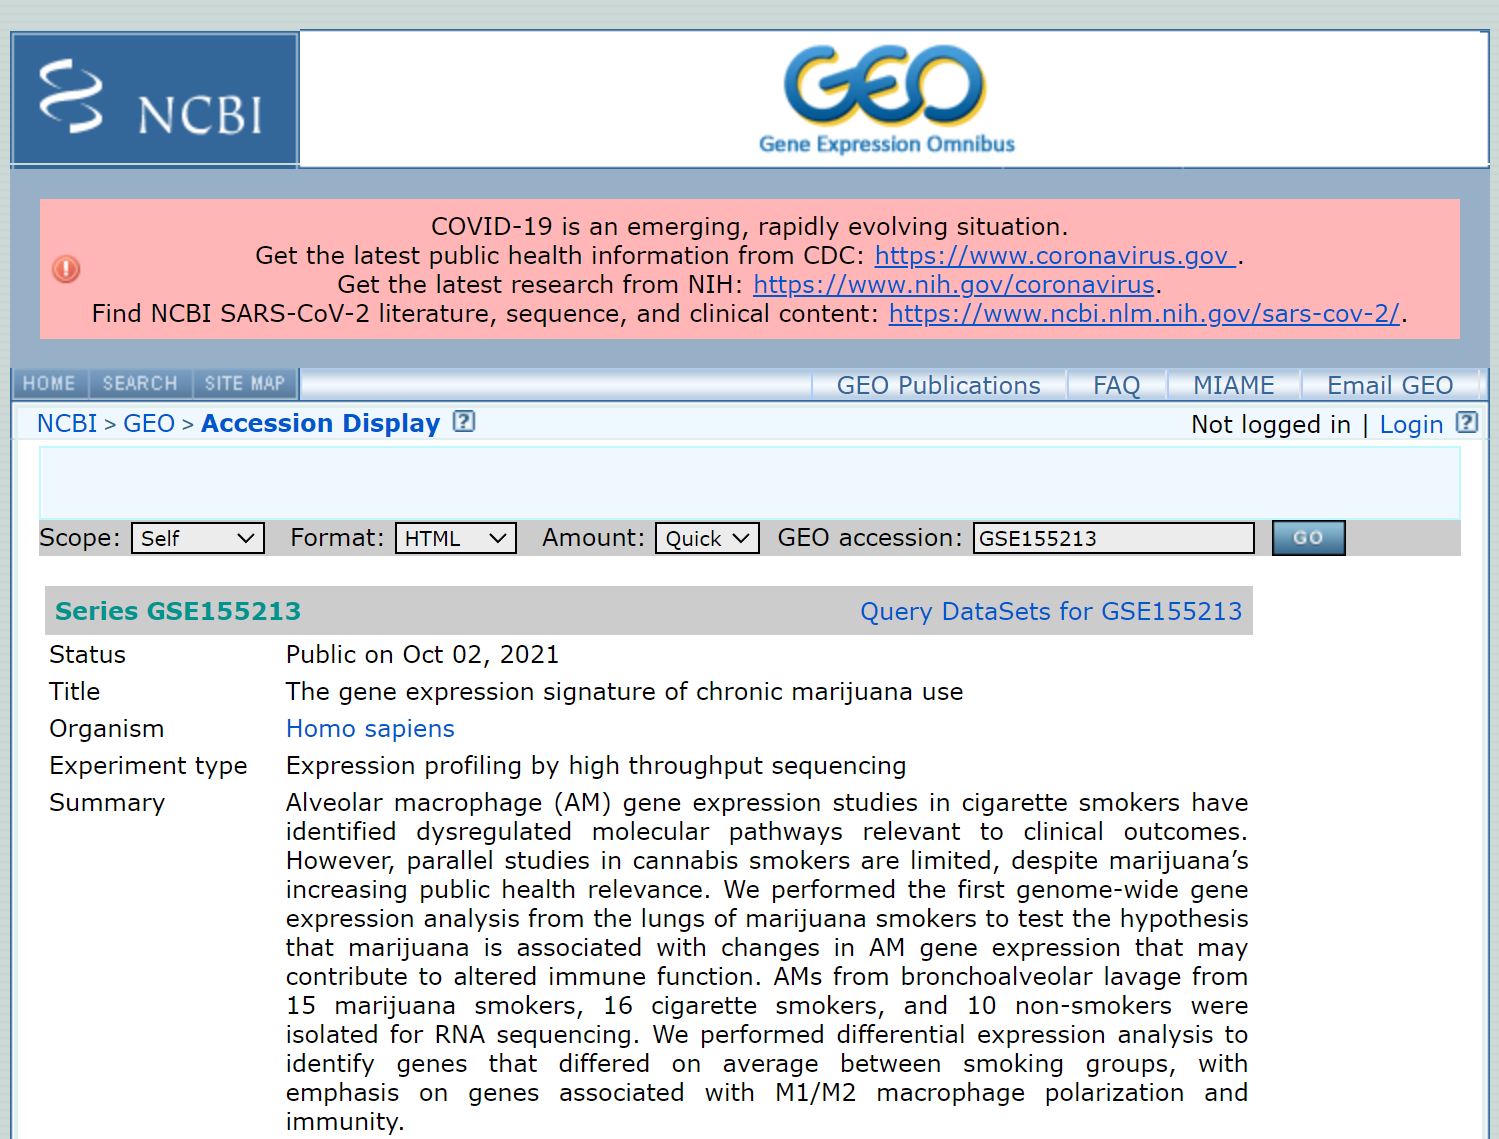 NCBI
GEO
Gene Expression Omnibus
COVID-19 is an emerging, rapidly evolving situation.
Get the latest public health information from CDC: https://www.coronavirus.gov .
Get the latest research from NIH: https://www.nih.gov/coronavirus.
Find NCBI SARS-CoV-2 literature, sequence, and clinical content: https://www.ncbi.nlm.nih.gov/sars-cov-2/.
HOME SEARCH SITE MAP GEO Publications FAQ MIAME Email GEO
NCBI > GEO > Accession Display ? Not logged in | Login ?
Scope: Self Format: HTML Amount: Quick GEO accession: GSE155213 GO
Series GSE155213 Query DataSets for GSE155213
Status Public on Oct 02, 2021
Title The gene expression signature of chronic marijuana use
Organism Homo sapiens
Experiment type Expression profiling by high throughput sequencing
Summary Alveolar macrophage (AM) gene expression studies in cigarette smokers have
identified dysregulated molecular pathways relevant to clinical outcomes.
However, parallel studies in cannabis smokers are limited, despite marijuana’s
increasing public health relevance. We performed the first genome-wide gene
expression analysis from the lungs of marijuana smokers to test the hypothesis
that marijuana is associated with changes in AM gene expression that may
contribute to altered immune function. AMs from bronchoalveolar lavage from
15 marijuana smokers, 16 cigarette smokers, and 10 non-smokers were
isolated for RNA sequencing. We performed differential expression analysis to
identify genes that differed on average between smoking groups, with
emphasis on genes associated with M1/M2 macrophage polarization and
immunity.